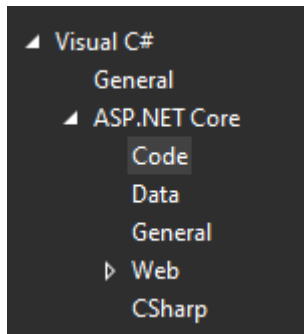 Visual C#
General
ASP.NET Core
Code
Data
General
Web
CSharp